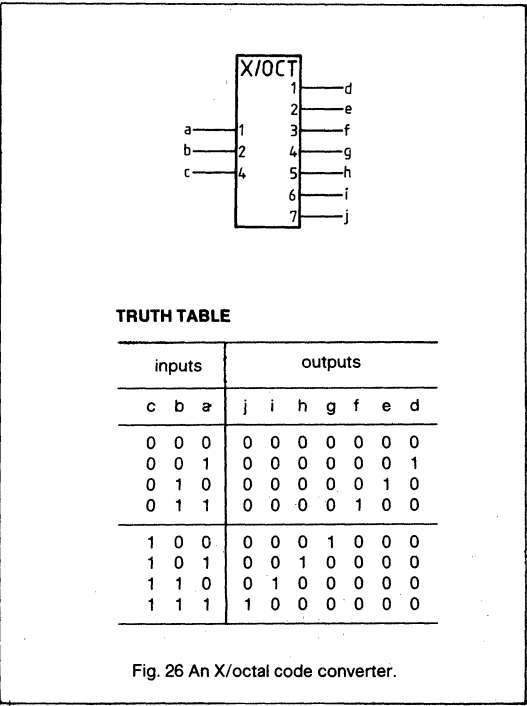 X/OCT
1 d
2 e
a 1 3 f
b 2 4 g
c 4 5 h
6 i
7 j
TRUTH TABLE
inputs outputs
c b a j i h g f e d
0 0 0 0 0 0 0 0 0 0
0 0 1 0 0 0 0 0 0 1
0 1 0 0 0 0 0 0 1 0
0 1 1 0 0 0 0 1 0 0
1 0 0 0 0 0 1 0 0 0
1 0 1 0 0 1 0 0 0 0
1 1 0 0 1 0 0 0 0 0
1 1 1 1 0 0 0 0 0 0
Fig. 26 An X/octal code converter.